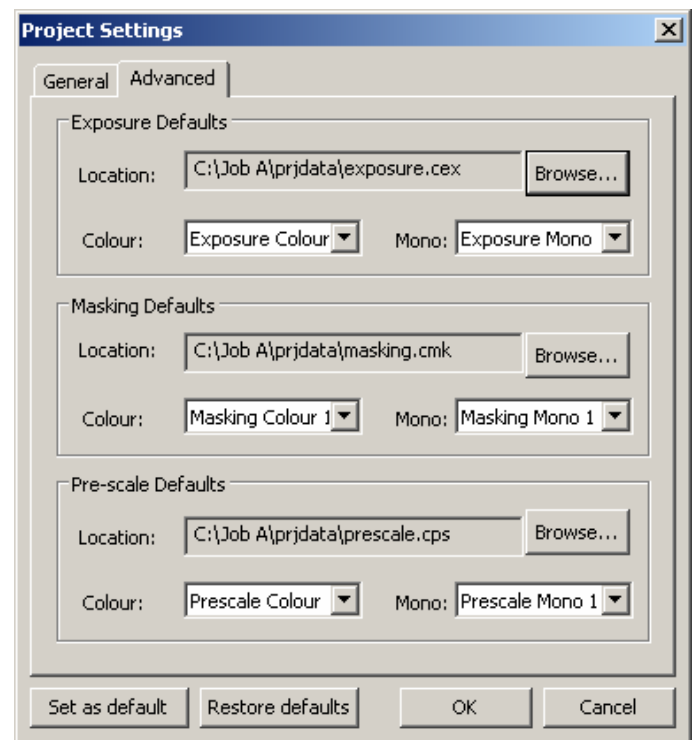 Project Settings
General Advanced
Exposure Defaults
Location: C:\Job A\prjdata\exposure.cex Browse...
Colour: Exposure Colour Mono: Exposure Mono
Masking Defaults
Location: C:\Job A\prjdata\masking.cmk Browse...
Colour: Masking Colour 1 Mono: Masking Mono 1
Pre-scale Defaults
Location: C:\Job A\prjdata\prescale.cps Browse...
Colour: Prescale Colour Mono: Prescale Mono 1
Set as default Restore defaults OK Cancel